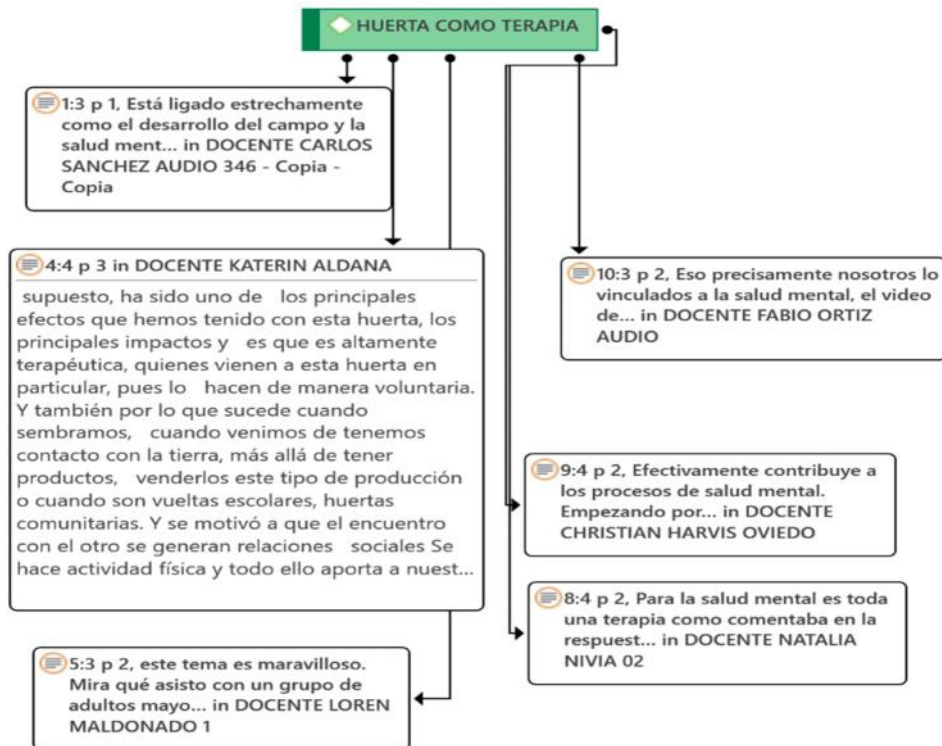 HUERTA COMO TERAPIA
1:3 p 1, Está ligado estrechamente
como el desarrollo del campo y la
salud ment... in DOCENTE CARLOS
SANCHEZ AUDIO 346 - Copia -
Copia
4:4 p 3 in DOCENTE KATERIN ALDANA
supuesto, ha sido uno de los principales
efectos que hemos tenido con esta huerta, los
principales impactos y es que es altamente
terapéutica, quienes vienen a esta huerta en
particular, pues lo hacen de manera voluntaria.
Y también por lo que sucede cuando
sembramos, cuando venimos de tenemos
contacto con la tierra, más allá de tener
productos, venderlos este tipo de producción
o cuando son vueltas escolares, huertas
comunitarias. Y se motivó a que el encuentro
con el otro se generan relaciones sociales Se
hace actividad física y todo ello aporta a nuest...
5:3 p 2, este tema es maravilloso.
Mira qué asisto con un grupo de
adultos mayo... in DOCENTE LOREN
MALDONADO 1
10:3 p 2, Eso precisamente nosotros lo
vinculados a la salud mental, el video
de... in DOCENTE FABIO ORTIZ
AUDIO
9:4 p 2, Efectivamente contribuye a
los procesos de salud mental.
Empezando por... in DOCENTE
CHRISTIAN HARVIS OVIEDO
8:4 p 2, Para la salud mental es toda
una terapia como comentaba en la
respuest... in DOCENTE NATALIA
NIVIA 02